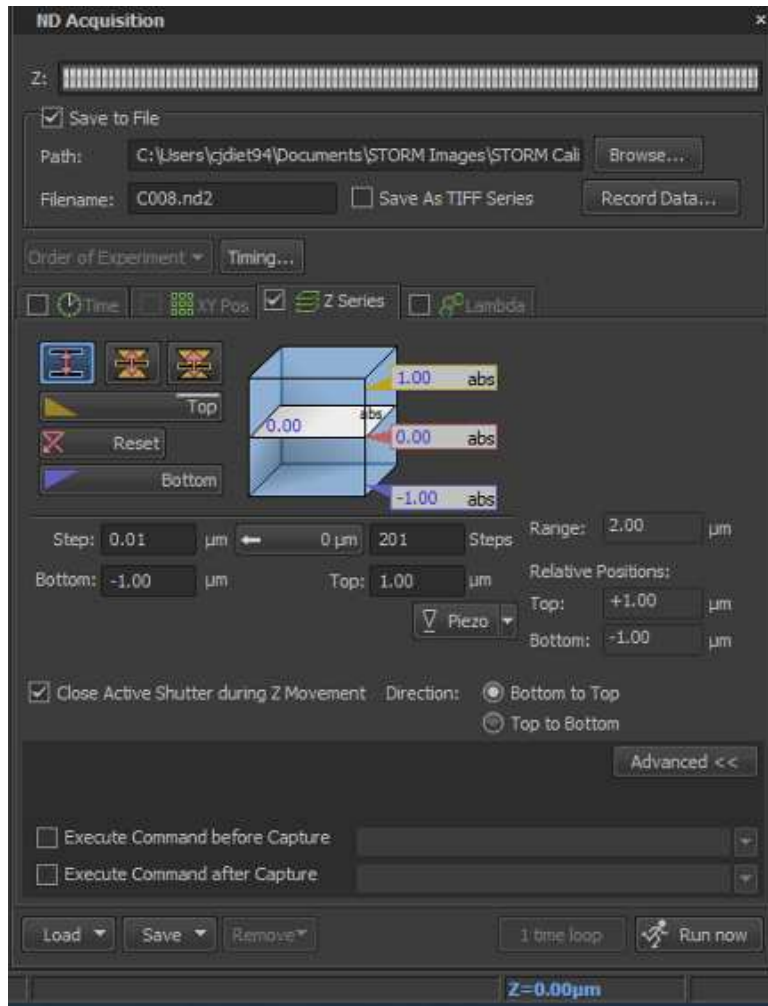 ND Acquisition ×
Z:
Save to File
Path: C:\Users\cjdiet94\Documents\STORM Images\STORM Cali Browse...
Filename: C008.nd2 Save As TIFF Series Record Data...
Order of Experiment Timing...
Time XY Pos Z Series Lambda
1.00 abs
Top
abs
0.00
0.00 abs
Reset
Bottom
-1.00 abs
Step: 0.01 µm 0 µm 201 Steps Range: 2.00 µm
Bottom: -1.00 µm Top: 1.00 µm Relative Positions:
Top: +1.00 µm
Piezo
Bottom: -1.00 µm
Close Active Shutter during Z Movement Direction: Bottom to Top
Top to Bottom
Advanced <<
Execute Command before Capture
Execute Command after Capture
Load Save Remove 1 time loop Run now
Z=0.00µm